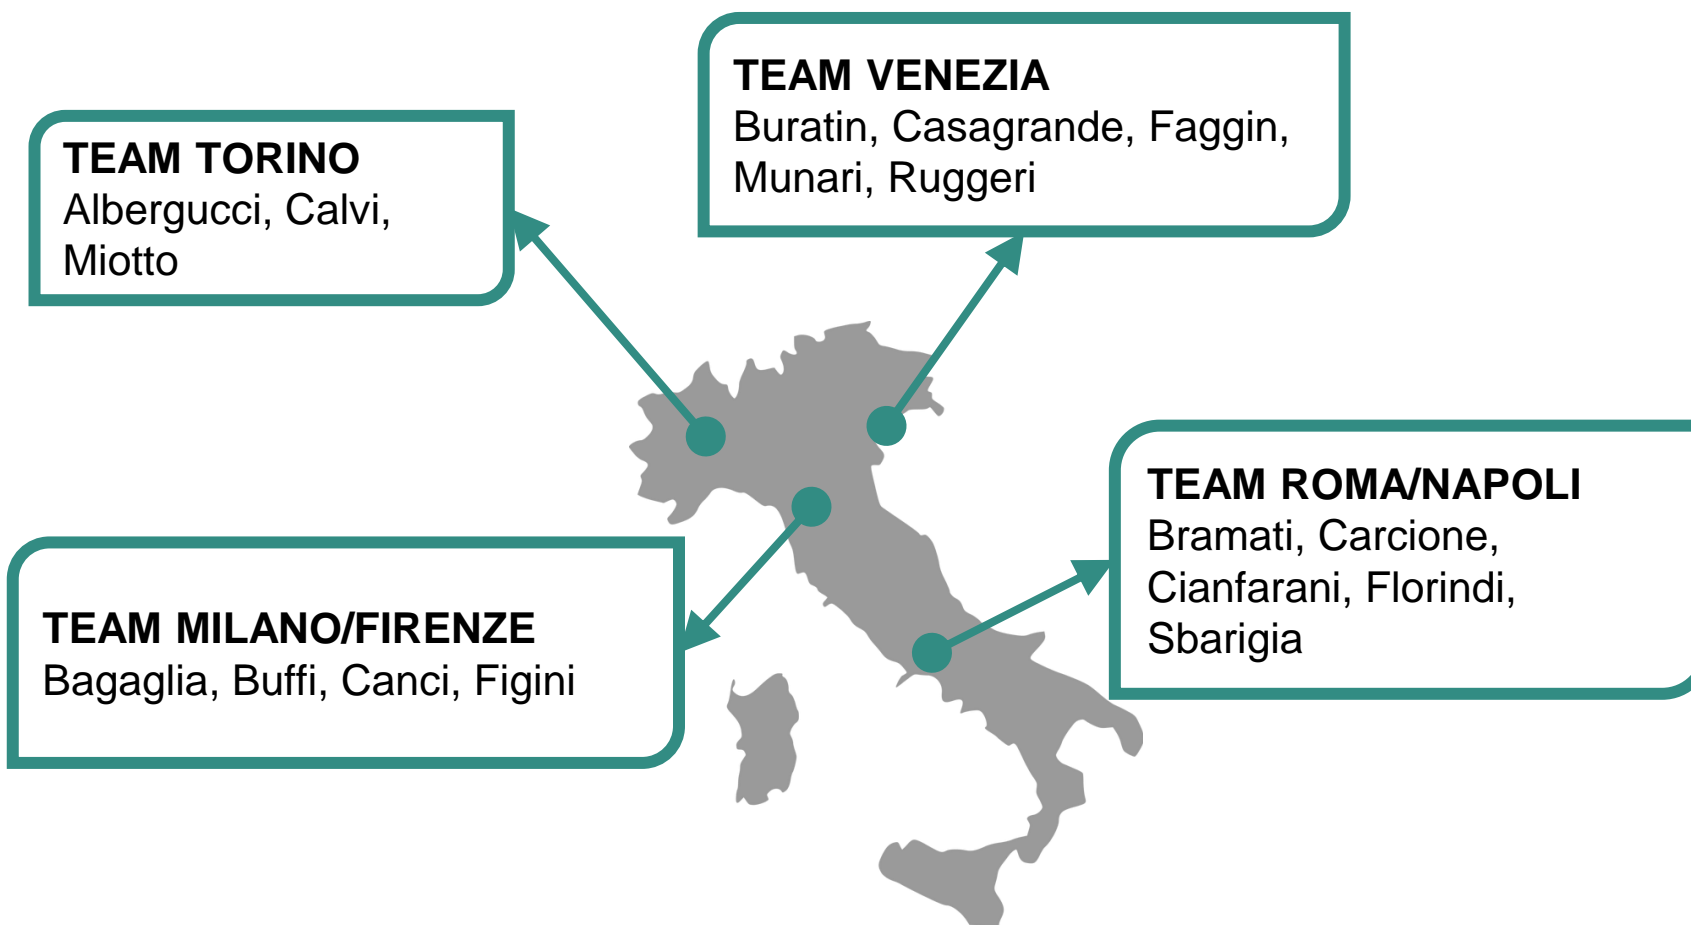 TEAM VENEZIA
Buratin, Casagrande, Faggin,
Munari, Ruggeri
TEAM TORINO
Albergucci, Calvi,
Miotto
TEAM ROMA/NAPOLI
Bramati, Carcione,
Cianfarani, Florindi,
Sbarigia
TEAM MILANO/FIRENZE
Bagaglia, Buffi, Canci, Figini